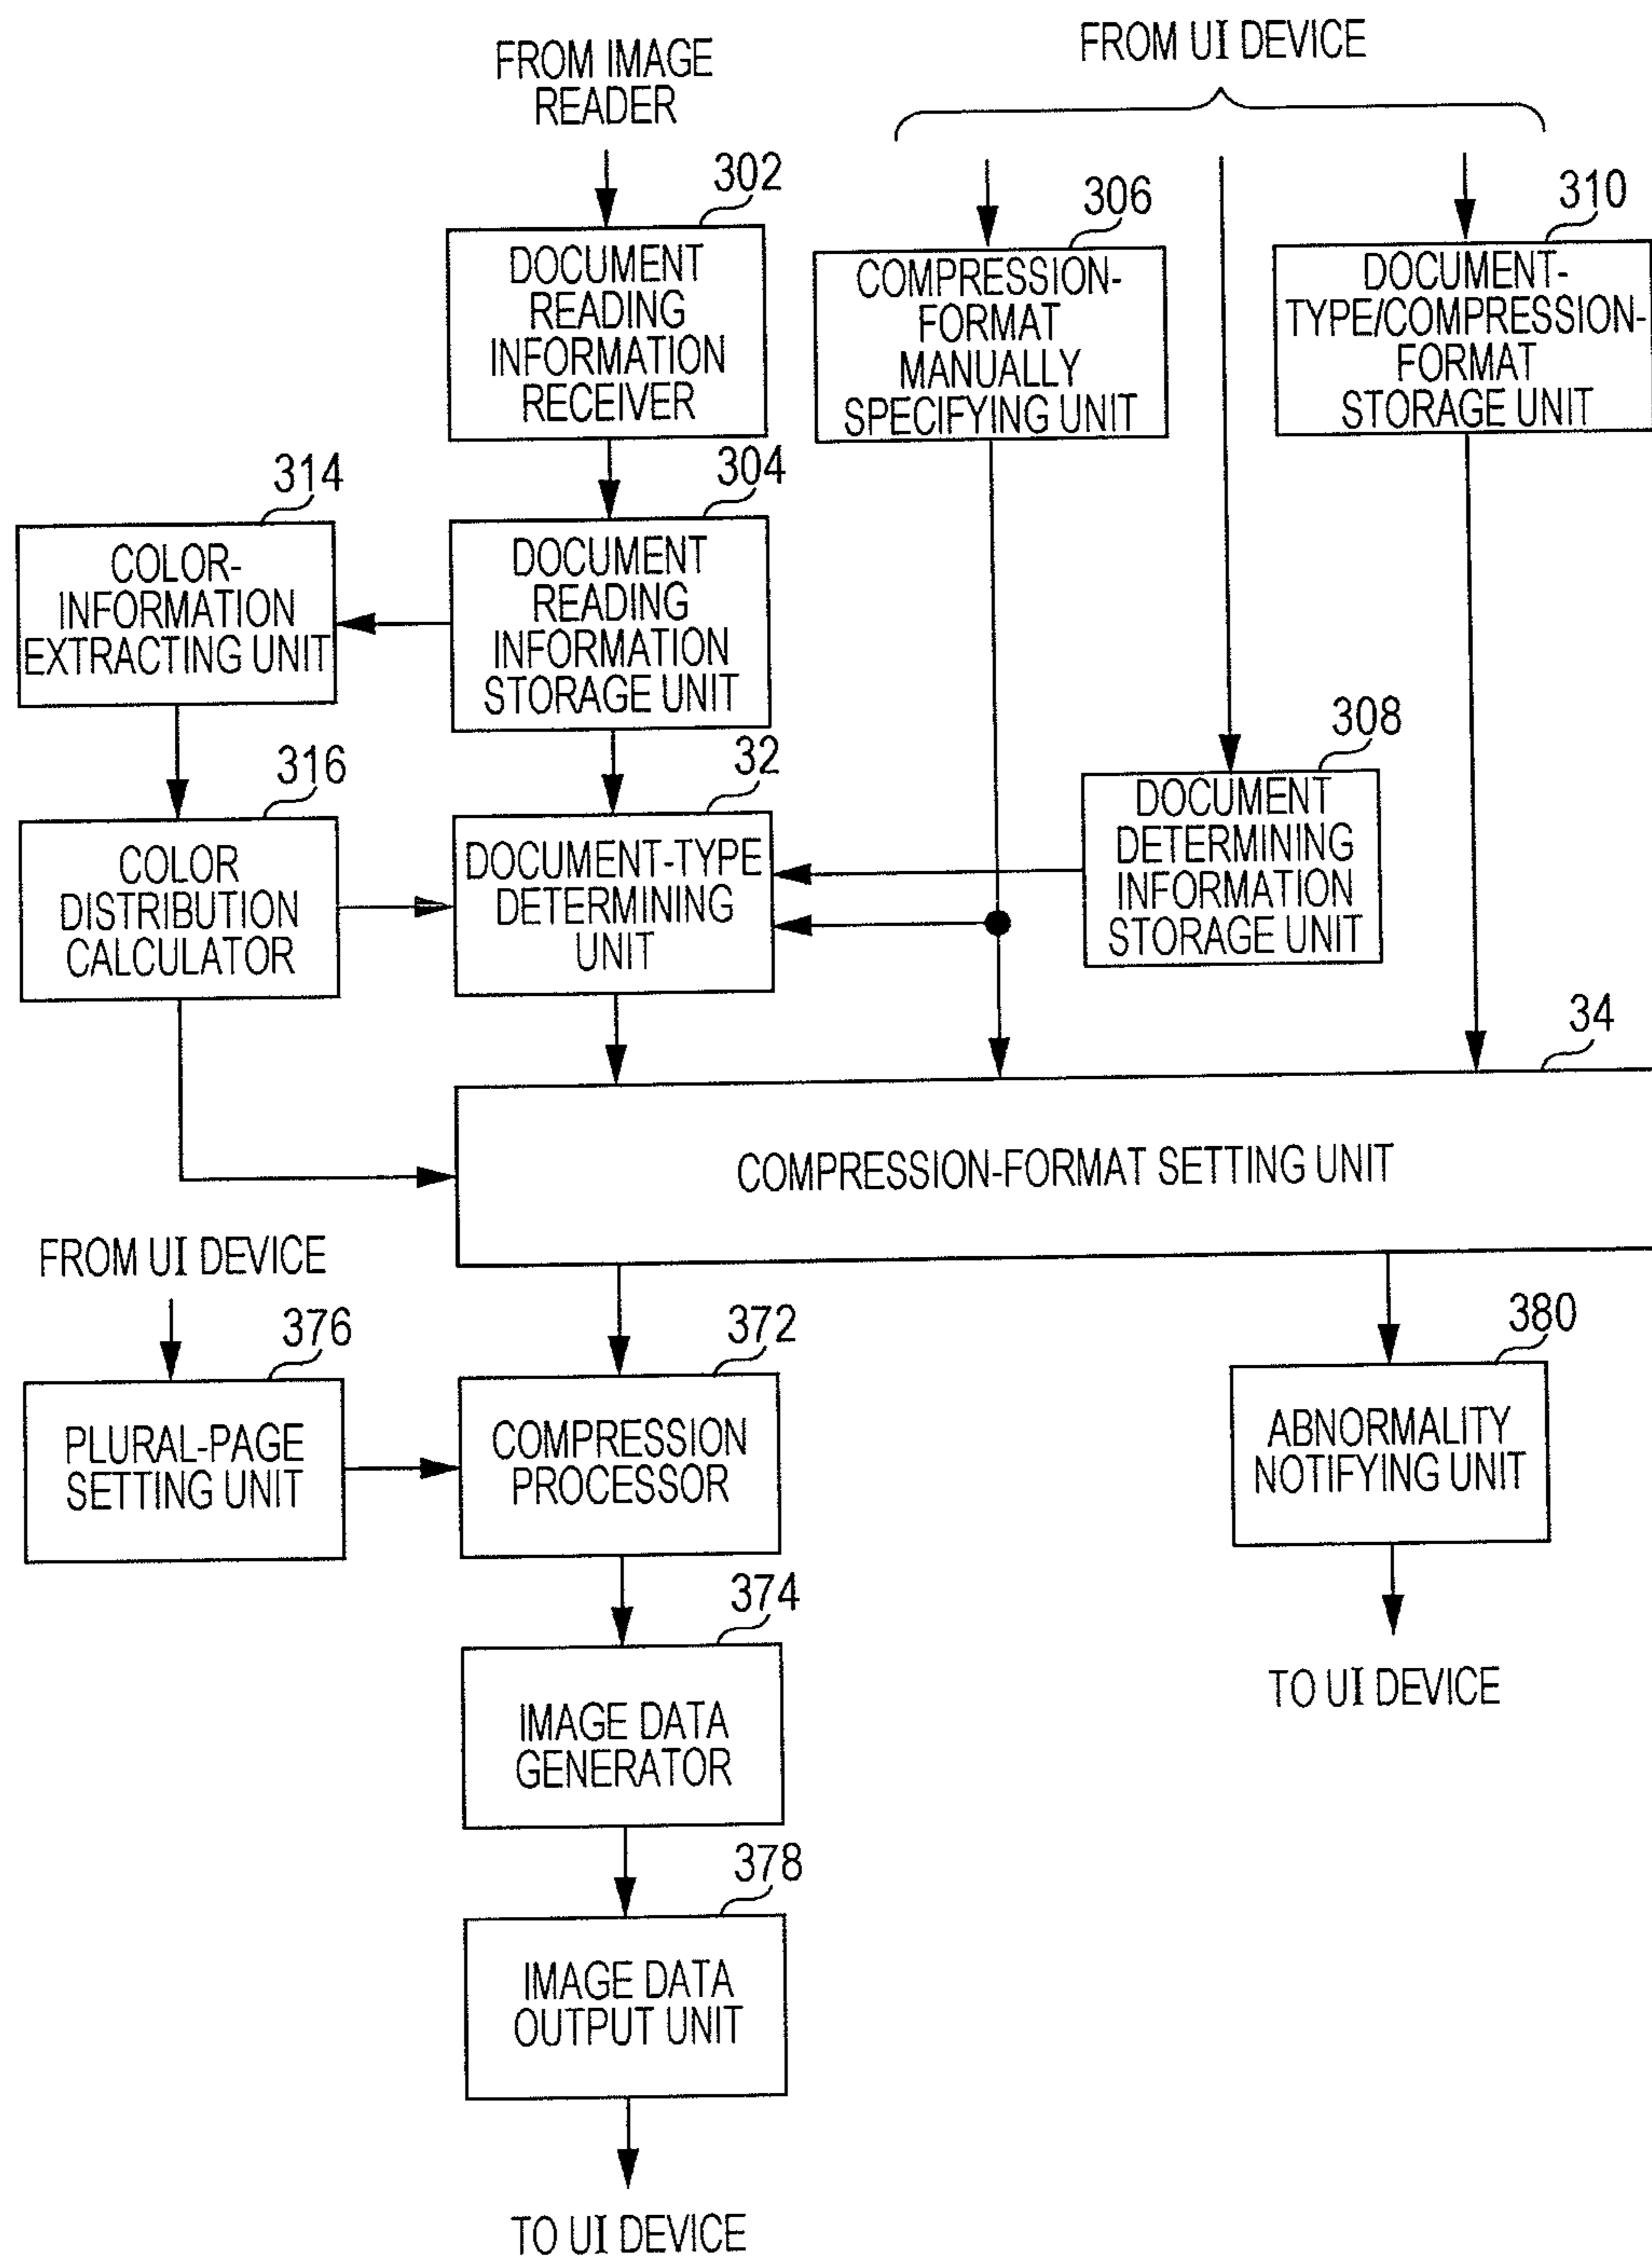 FROM IMAGE
READER
FROM UI DEVICE
302
DOCUMENT
READING
INFORMATION
RECEIVER
306
COMPRESSION-
FORMAT
MANUALLY
SPECIFYING UNIT
310
DOCUMENT-
TYPE/COMPRESSION-
FORMAT
STORAGE UNIT
314
COLOR-
INFORMATION
EXTRACTING UNIT
304
DOCUMENT
READING
INFORMATION
STORAGE UNIT
316
COLOR
DISTRIBUTION
CALCULATOR
32
DOCUMENT-TYPE
DETERMINING
UNIT
308
DOCUMENT
DETERMINING
INFORMATION
STORAGE UNIT
34
COMPRESSION-FORMAT SETTING UNIT
FROM UI DEVICE
376
PLURAL-PAGE
SETTING UNIT
372
COMPRESSION
PROCESSOR
380
ABNORMALITY
NOTIFYING UNIT
TO UI DEVICE
374
IMAGE DATA
GENERATOR
378
IMAGE DATA
OUTPUT UNIT
TO UI DEVICE